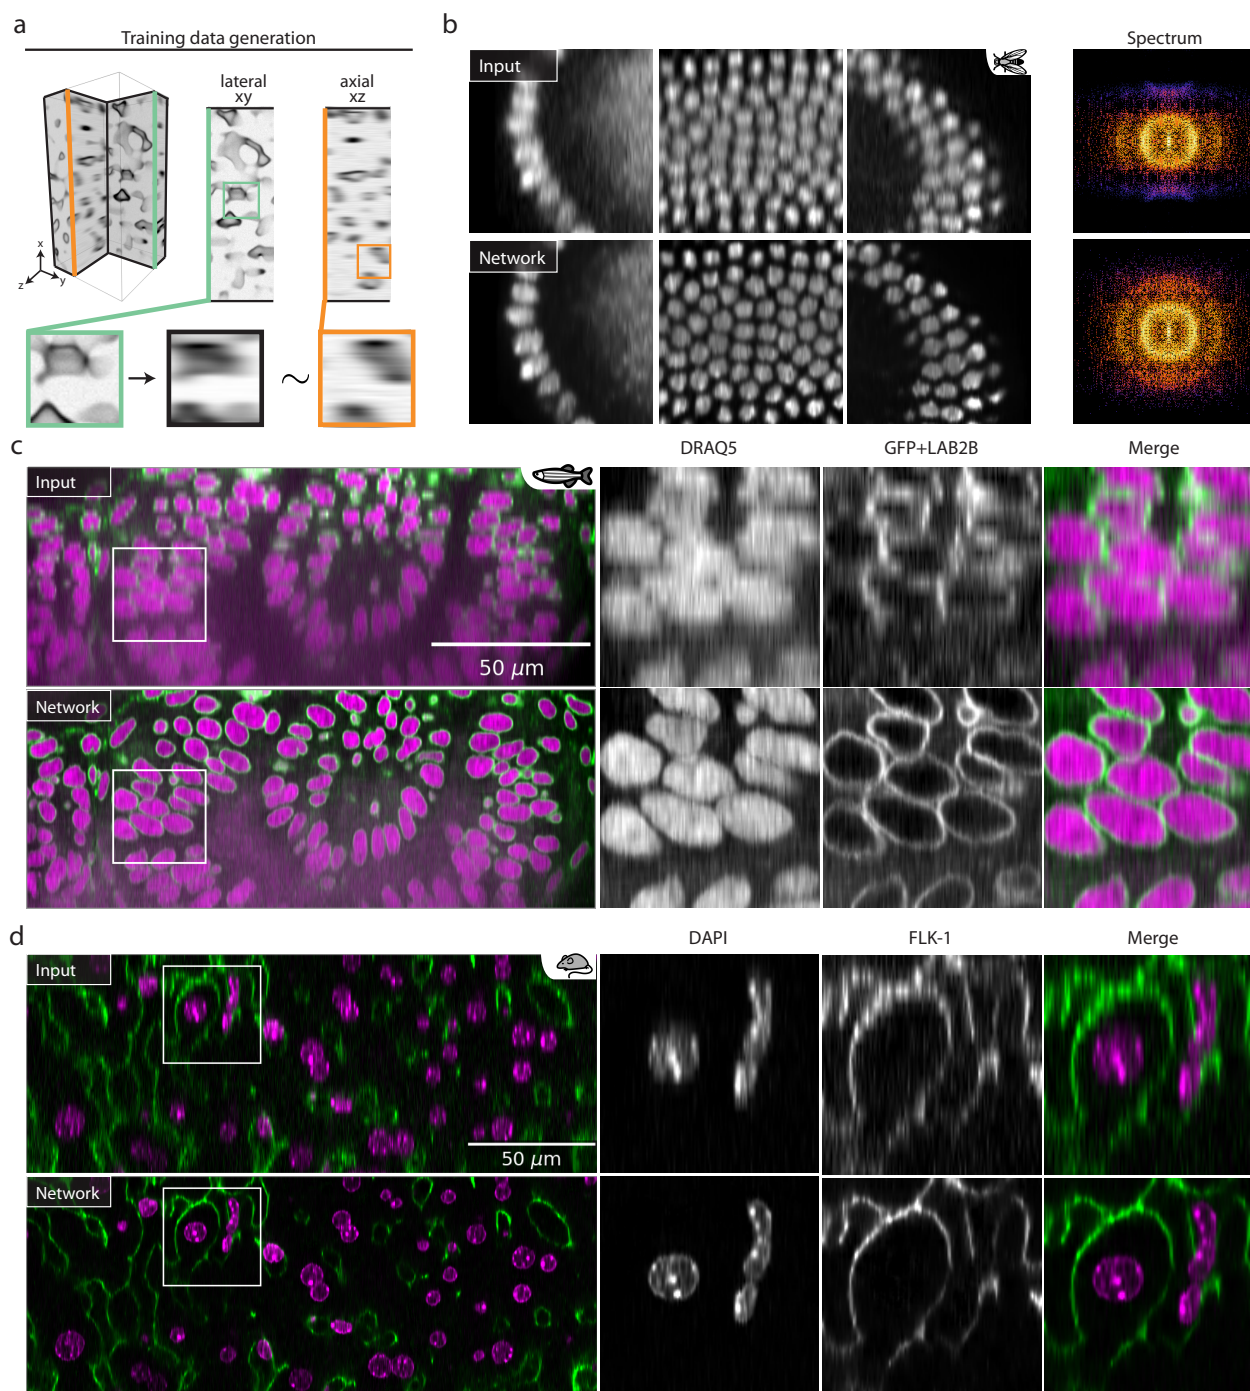 a
Training data generation
lateral
xy
axial
xz
x
z
y
b
Input
Spectrum
Network
c
DRAQ5
GFP+LAB2B
Merge
Input
50 μm
Network
d
DAPI
FLK-1
Merge
Input
50 μm
Network